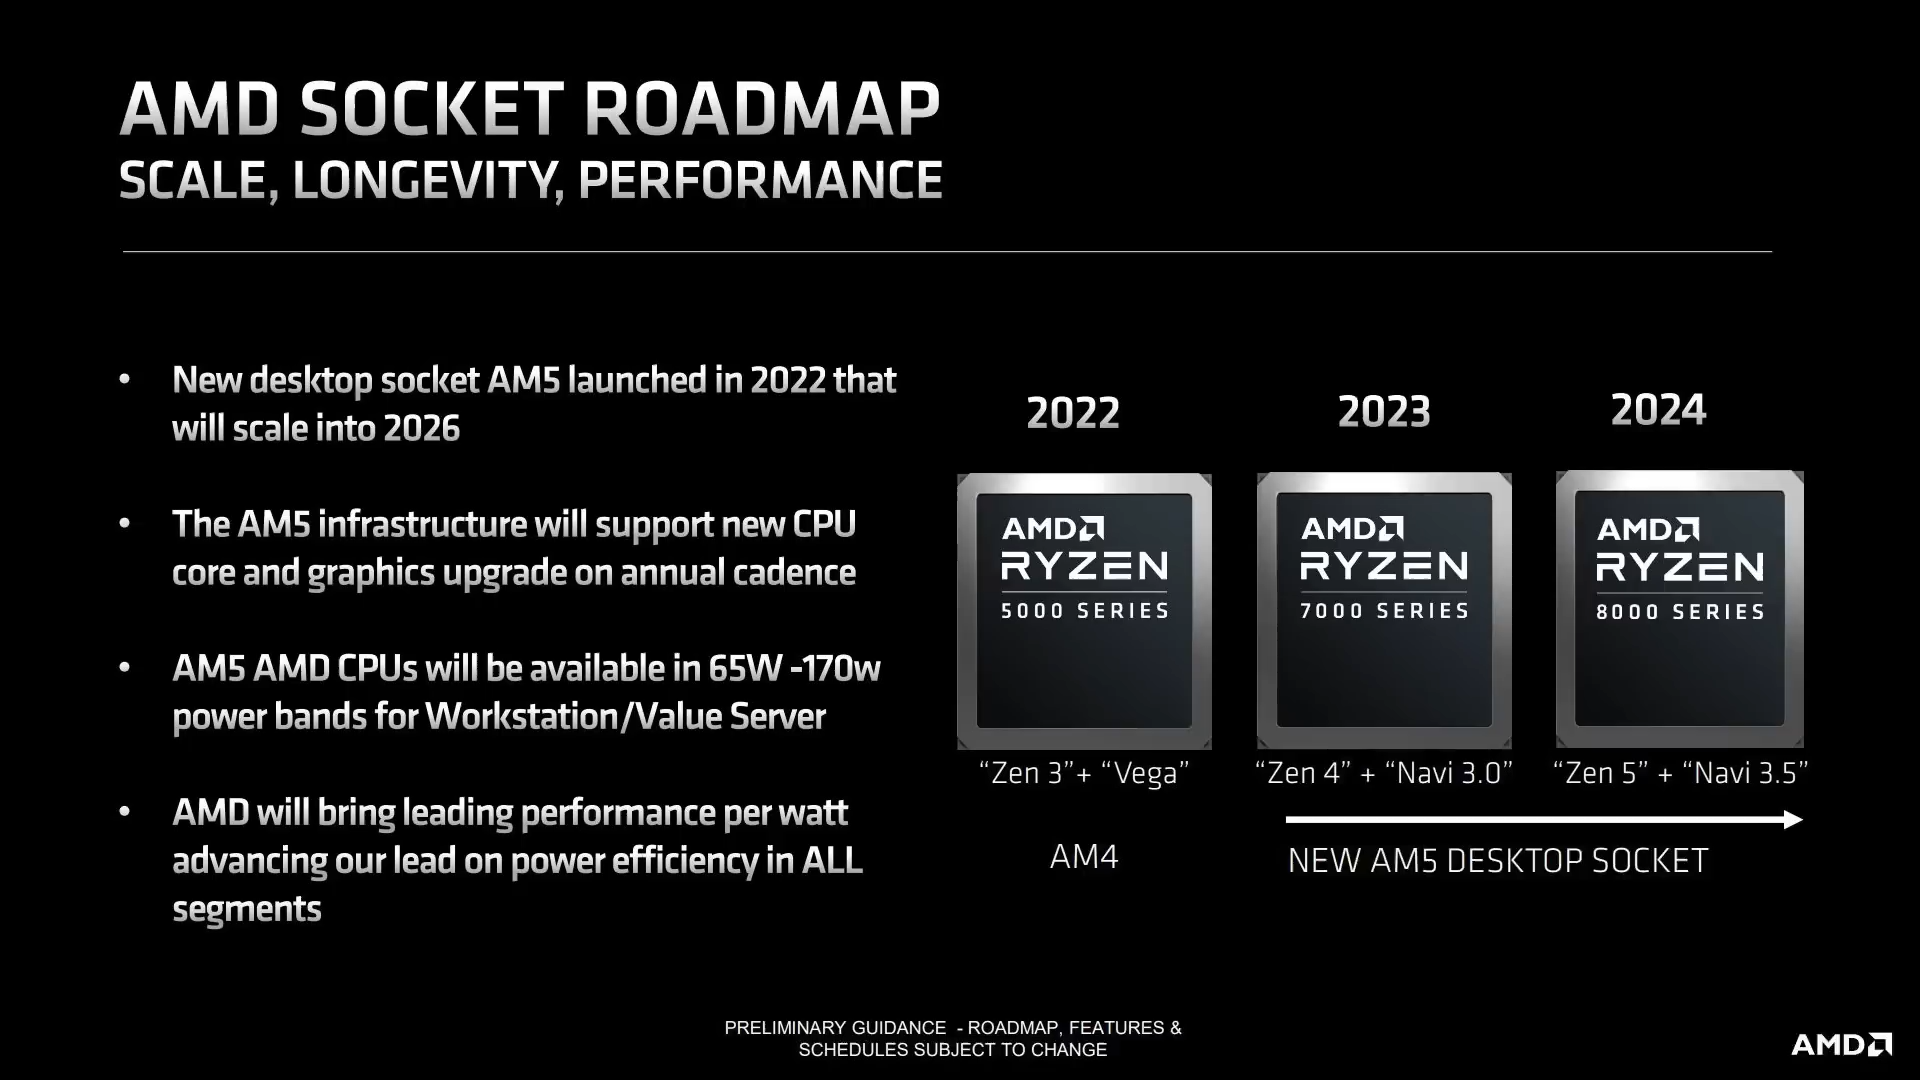 AMD SOCKET ROADMAP
SCALE, LONGEVITY, PERFORMANCE
• New desktop socket AM5 launched in 2022 that
will scale into 2026
• The AM5 infrastructure will support new CPU
core and graphics upgrade on annual cadence
• AM5 AMD CPUs will be available in 65W -170w
power bands for Workstation/Value Server
• AMD will bring leading performance per watt
advancing our lead on power efficiency in ALL
segments
2022
AMD
RYZEN
5000 SERIES
“Zen 3”+ “Vega”
AM4
2023
AMD
RYZEN
7000 SERIES
“Zen 4” + “Navi 3.0”
2024
AMD
RYZEN
8000 SERIES
“Zen 5” + “Navi 3.5”
NEW AM5 DESKTOP SOCKET
PRELIMINARY GUIDANCE - ROADMAP, FEATURES &
SCHEDULES SUBJECT TO CHANGE
AMD